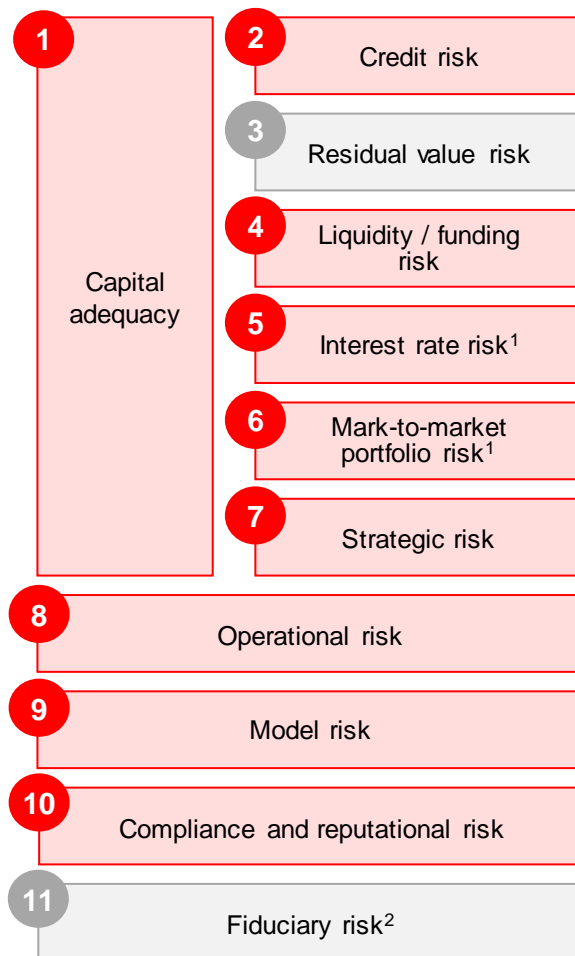 1
Capital
adequacy
2
Credit risk
3
Residual value risk
4
Liquidity / funding
risk
5
Interest rate risk¹
6
Mark-to-market
portfolio risk¹
7
Strategic risk
8
Operational risk
9
Model risk
10
Compliance and reputational risk
11
Fiduciary risk²